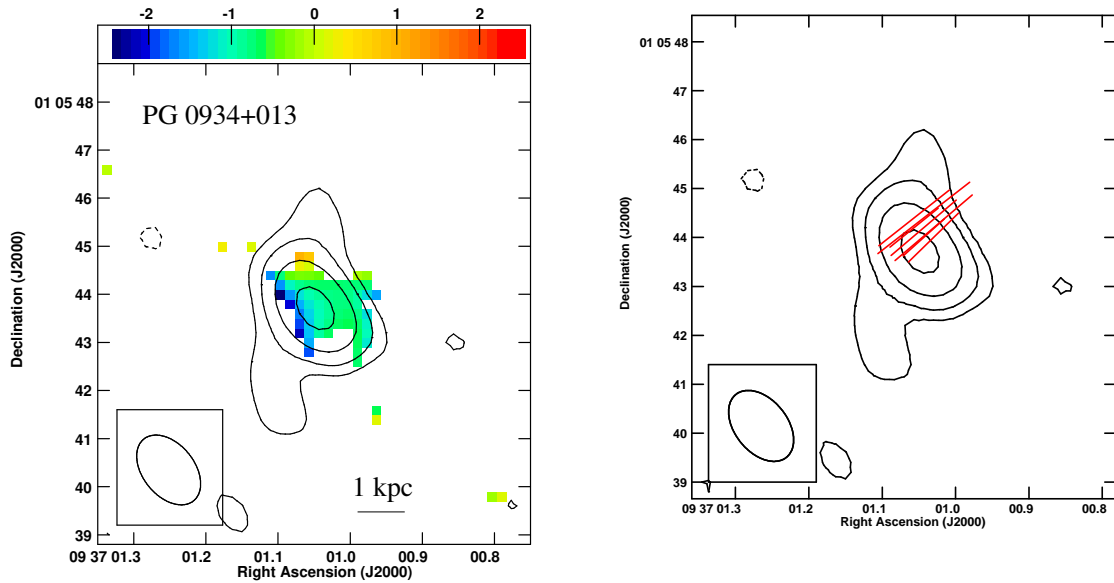 -2 -1 0 1 2
PG 0934+013
01 05 48
47
46
45
44
43
42
41
40
39
Declination (J2000)
1 kpc
09 37 01.3 01.2 01.1 01.0 00.9 00.8
Right Ascension (J2000)
01 05 48
47
46
45
44
43
42
41
40
39
Declination (J2000)
09 37 01.3 01.2 01.1 01.0 00.9 00.8
Right Ascension (J2000)